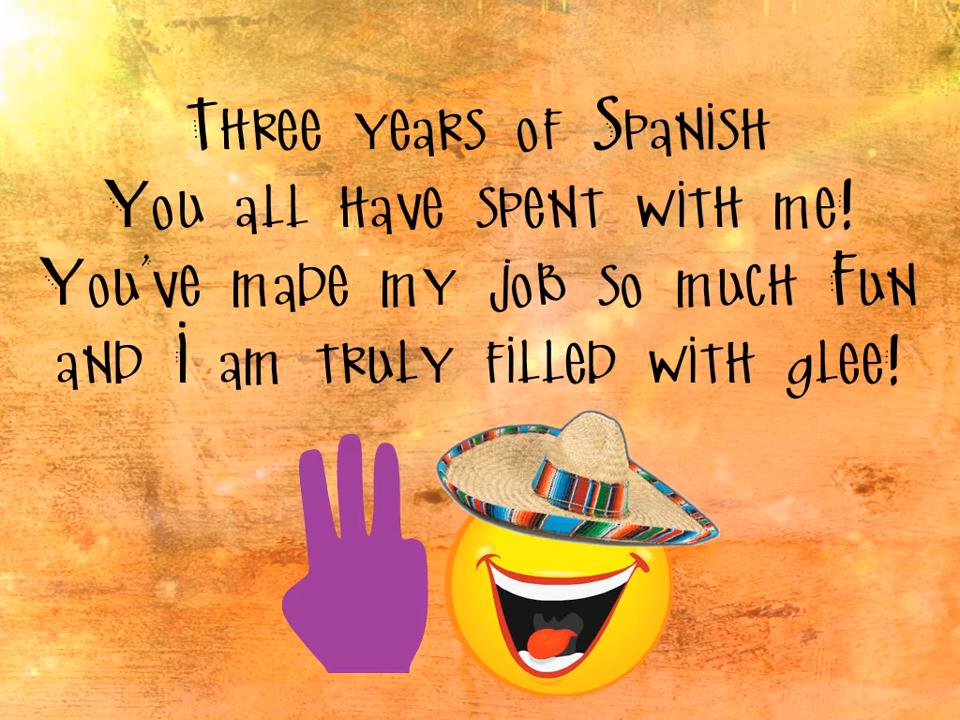 Three years of Spanish
You all have spent with me!
You've made my job so much Fun
and I am truly filled with glee!